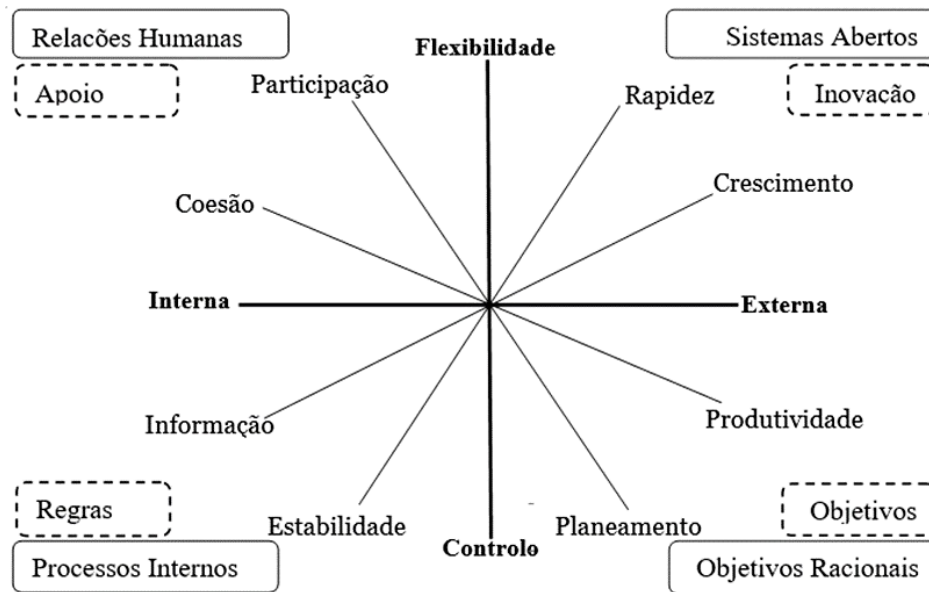 Relacões Humanas
Flexibilidade
Sistemas Abertos
Apoio
Participação
Rapidez
Inovação
Coesão
Crescimento
Interna
Externa
Informação
Produtividade
Regras
Estabilidade
Planeamento
Objetivos
Processos Internos
Controlo
Objetivos Racionais